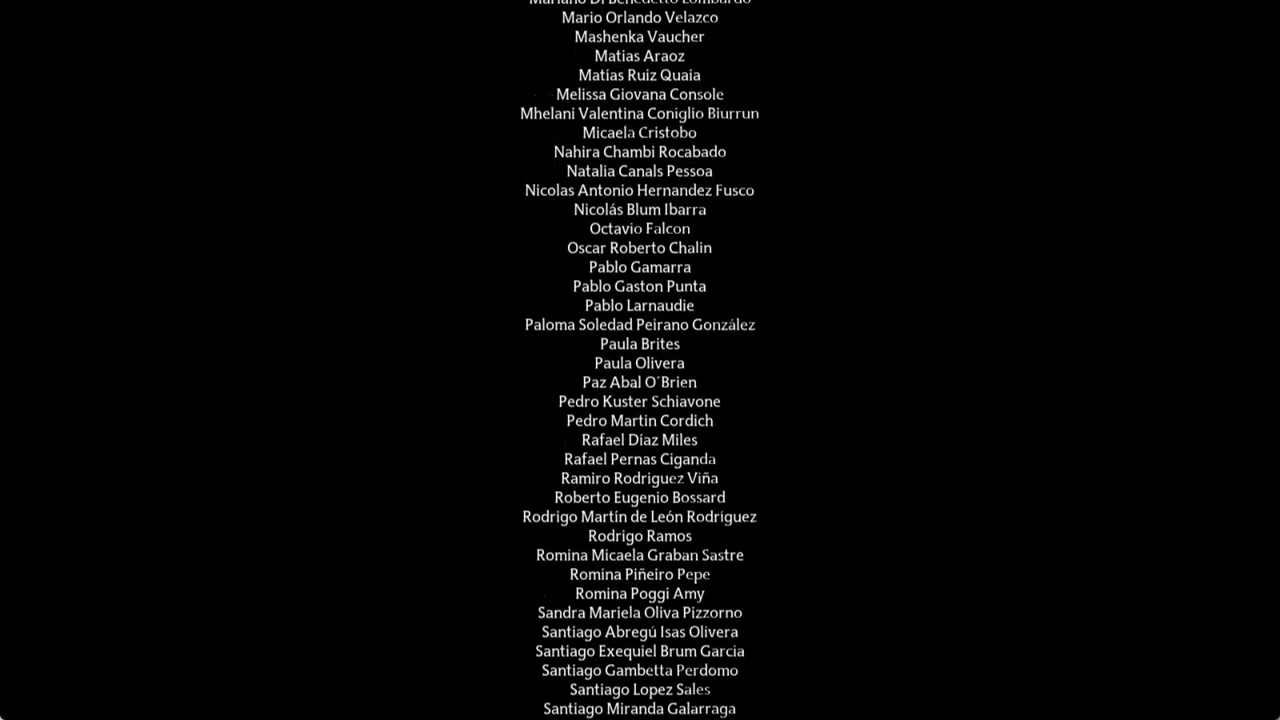 Mariano Di Benedetto Lombardo
Mario Orlando Velazco
Mashenka Vaucher
Matias Araoz
Matías Ruiz Quaia
Melissa Giovana Console
Mhelani Valentina Coniglio Biurrun
Micaela Cristobo
Nahira Chambi Rocabado
Natalia Canals Pessoa
Nicolas Antonio Hernandez Fusco
Nicolás Blum Ibarra
Octavio Falcon
Oscar Roberto Chalin
Pablo Gamarra
Pablo Gaston Punta
Pablo Larnaudie
Paloma Soledad Peirano González
Paula Brites
Paula Olivera
Paz Abal O´Brien
Pedro Kuster Schiavone
Pedro Martin Cordich
Rafael Díaz Miles
Rafael Pernas Ciganda
Ramiro Rodriguez Viña
Roberto Eugenio Bossard
Rodrigo Martín de León Rodríguez
Rodrigo Ramos
Romina Micaela Graban Sastre
Romina Piñeiro Pepe
Romina Poggi Amy
Sandra Mariela Oliva Pizzorno
Santiago Abregú Isas Olivera
Santiago Exequiel Brum Garcia
Santiago Gambetta Perdomo
Santiago Lopez Sales
Santiago Miranda Galarraga